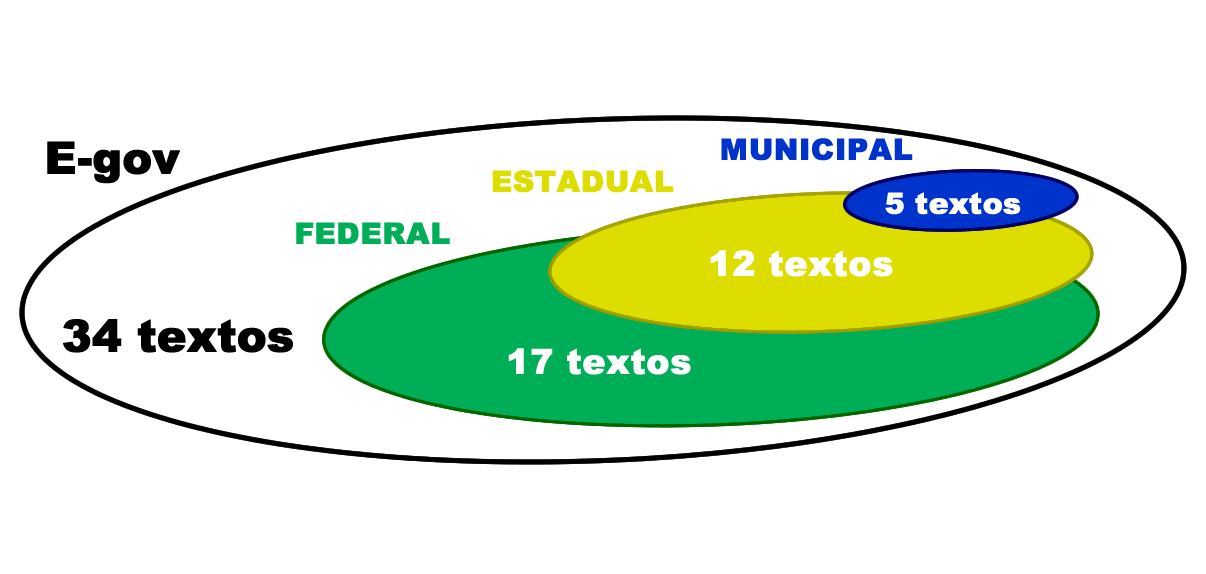 E-gov
MUNICIPAL
ESTADUAL
5 textos
FEDERAL
12 textos
34 textos
17 textos